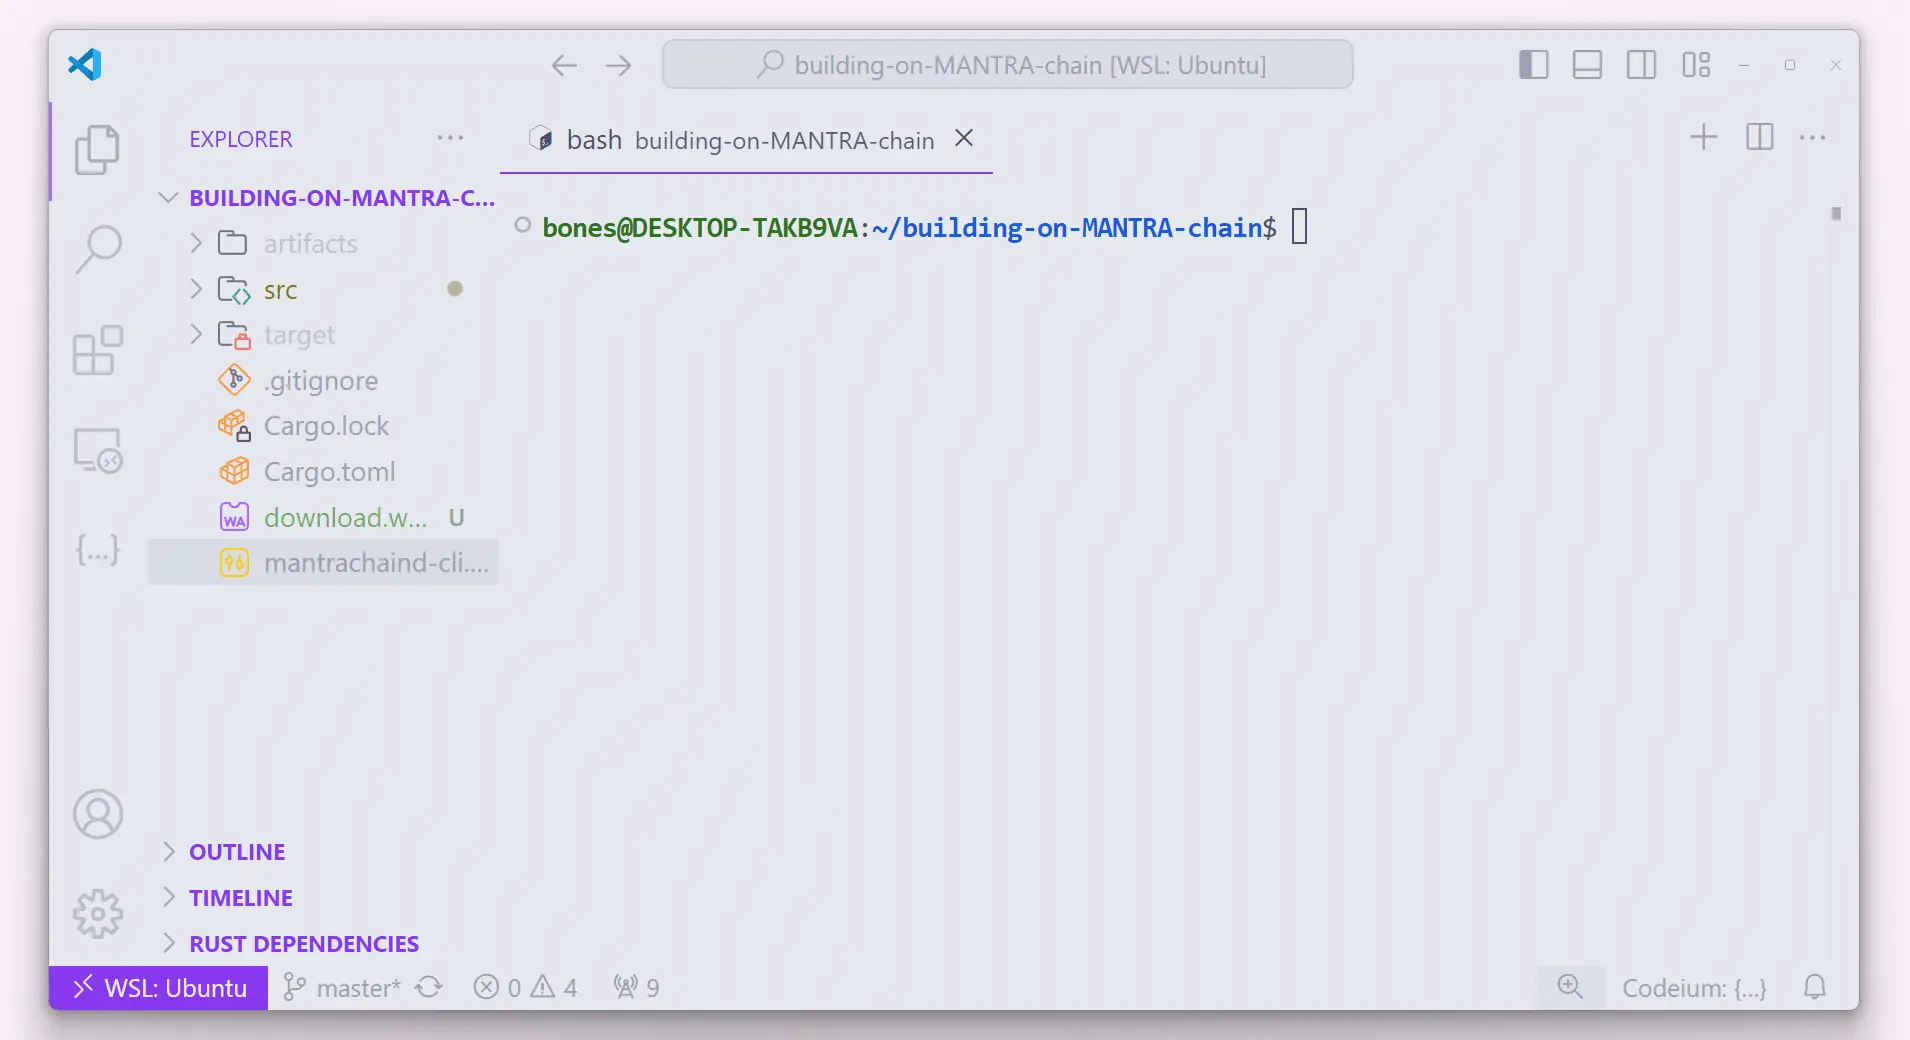 building-on-MANTRA-chain [WSL: Ubuntu]
EXPLORER
bash building-on-MANTRA-chain
BUILDING-ON-MANTRA-C...
bones@DESKTOP-TAKB9VA:~/building-on-MANTRA-chain$
artifacts
src
target
.gitignore
Cargo.lock
Cargo.toml
WA download.w... U
mantrachaind-cli....
{...}
OUTLINE
TIMELINE
RUST DEPENDENCIES
WSL: Ubuntu master* 0 4 9 Codeium: {...}